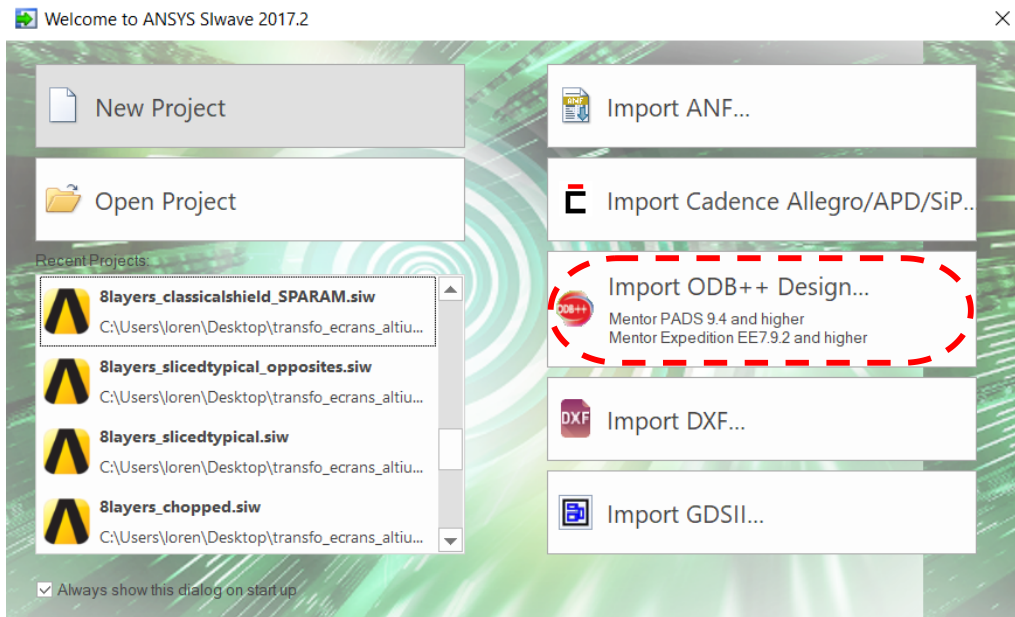 Welcome to ANSYS SIwave 2017.2
New Project
Open Project
Recent Projects:
8layers_classicalshield_SPARAM.siw
C:\Users\loren\Desktop\transfo_ecrans_altiu...
8layers_slicedtypical_opposites.siw
C:\Users\loren\Desktop\transfo_ecrans_altiu...
8layers_slicedtypical.siw
C:\Users\loren\Desktop\transfo_ecrans_altiu...
8layers_chopped.siw
C:\Users\loren\Desktop\transfo_ecrans_altiu...
Always show this dialog on start up
ANF
Import ANF...
Import Cadence Allegro/APD/SiP...
ODB++
Import ODB++ Design...
Mentor PADS 9.4 and higher
Mentor Expedition EE7.9.2 and higher
DXF
Import DXF...
Import GDSII...